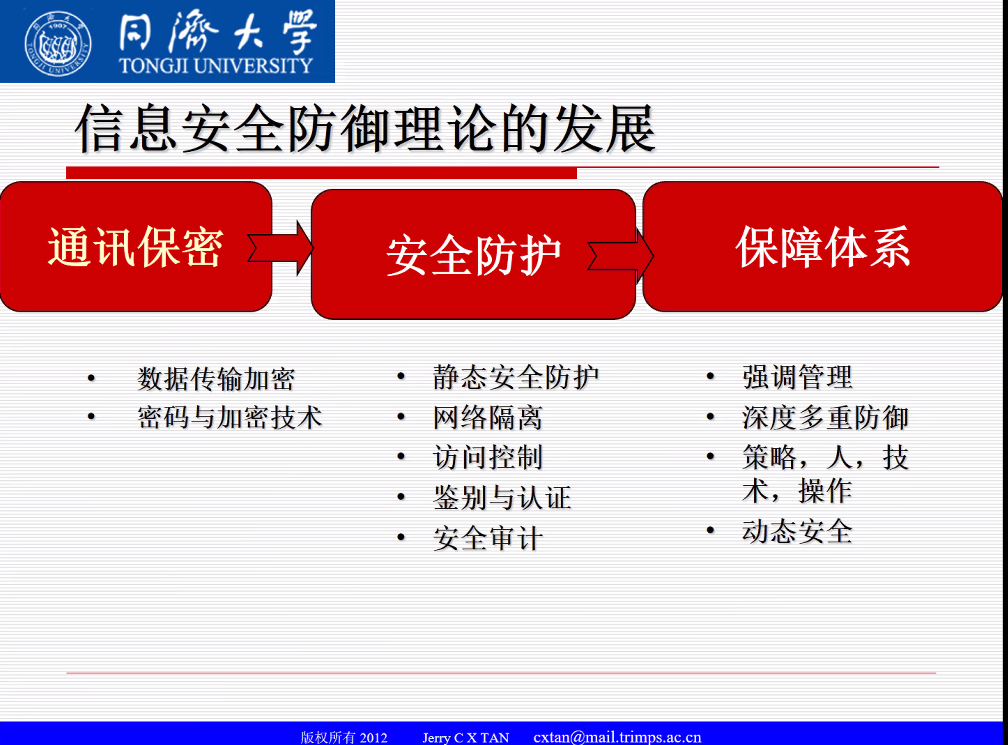 同濟大學
TONGJI UNIVERSITY
1907
TONGJI UNIVERSITY
信息安全防御理论的发展
通讯保密
安全防护
保障体系
• 数据传输加密
• 密码与加密技术
• 静态安全防护
• 网络隔离
• 访问控制
• 鉴别与认证
• 安全审计
• 强调管理
• 深度多重防御
• 策略，人，技
术，操作
• 动态安全
版权所有 2012 Jerry C X TAN cxtan@mail.trimps.ac.cn